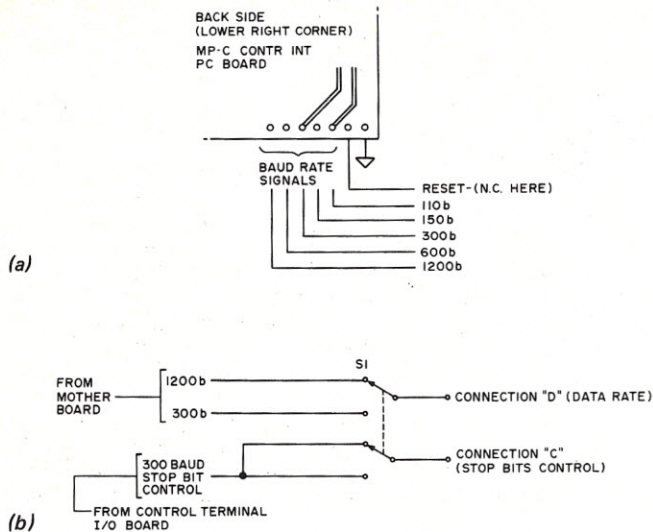 BACK SIDE
(LOWER RIGHT CORNER)
MP-C CONTR INT
PC BOARD
BAUD RATE
SIGNALS
RESET-(N.C. HERE)
110b
150b
300b
600b
1200b
(a)
S1
FROM
MOTHER
BOARD
1200b
300b
CONNECTION "D" (DATA RATE)
300 BAUD
STOP BIT
CONTROL
CONNECTION "C"
(STOP BITS CONTROL)
FROM CONTROL TERMINAL
I/O BOARD
(b)